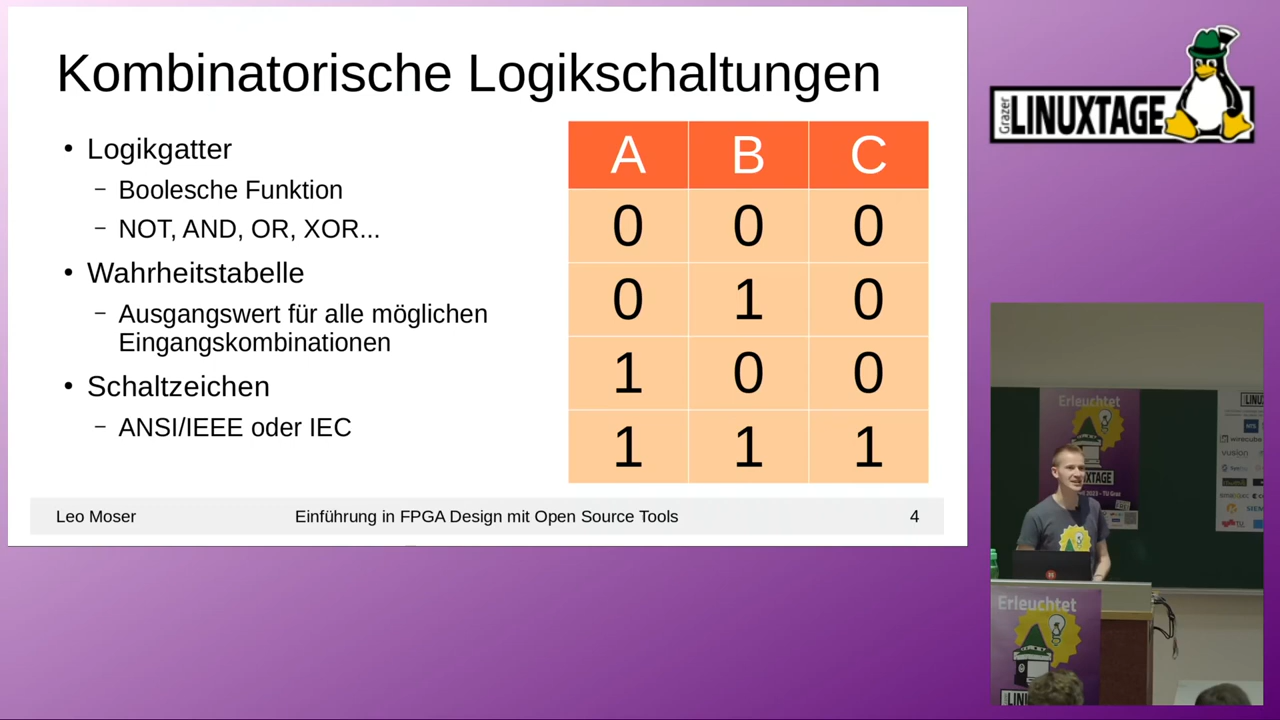 Kombinatorische Logikschaltungen
• Logikgatter
– Boolesche Funktion
– NOT, AND, OR, XOR...
• Wahrheitstabelle
– Ausgangswert für alle möglichen
Eingangskombinationen
• Schaltzeichen
– ANSI/IEEE oder IEC
A B C
0 0 0
0 1 0
1 0 0
1 1 1
Leo Moser
Einführung in FPGA Design mit Open Source Tools
4
Grazer
LINUXTAGE
Erleuchtet
wirecube
vusion
Erleuchtet